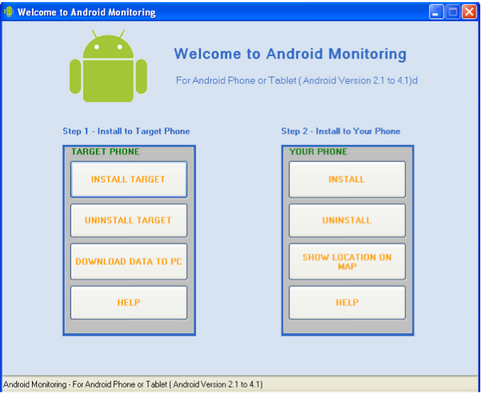 Welcome to Android Monitoring
Welcome to Android Monitoring
For Android Phone or Tablet ( Android Version 2.1 to 4.1)d
Step 1 - Install to Target Phone
TARGET PHONE
INSTALL TARGET
UNINSTALL TARGET
DOWNLOAD DATA TO PC
HELP
Step 2 - Install to Your Phone
YOUR PHONE
INSTALL
UNINSTALL
SHOW LOCATION ON
MAP
HELP
Android Monitoring - For Android Phone or Tablet ( Android Version 2.1 to 4.1)